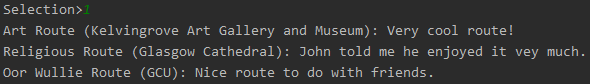 Selection>1
Art Route (Kelvingrove Art Gallery and Museum): Very cool route!
Religious Route (Glasgow Cathedral): John told me he enjoyed it vey much.
Oor Wullie Route (GCU): Nice route to do with friends.